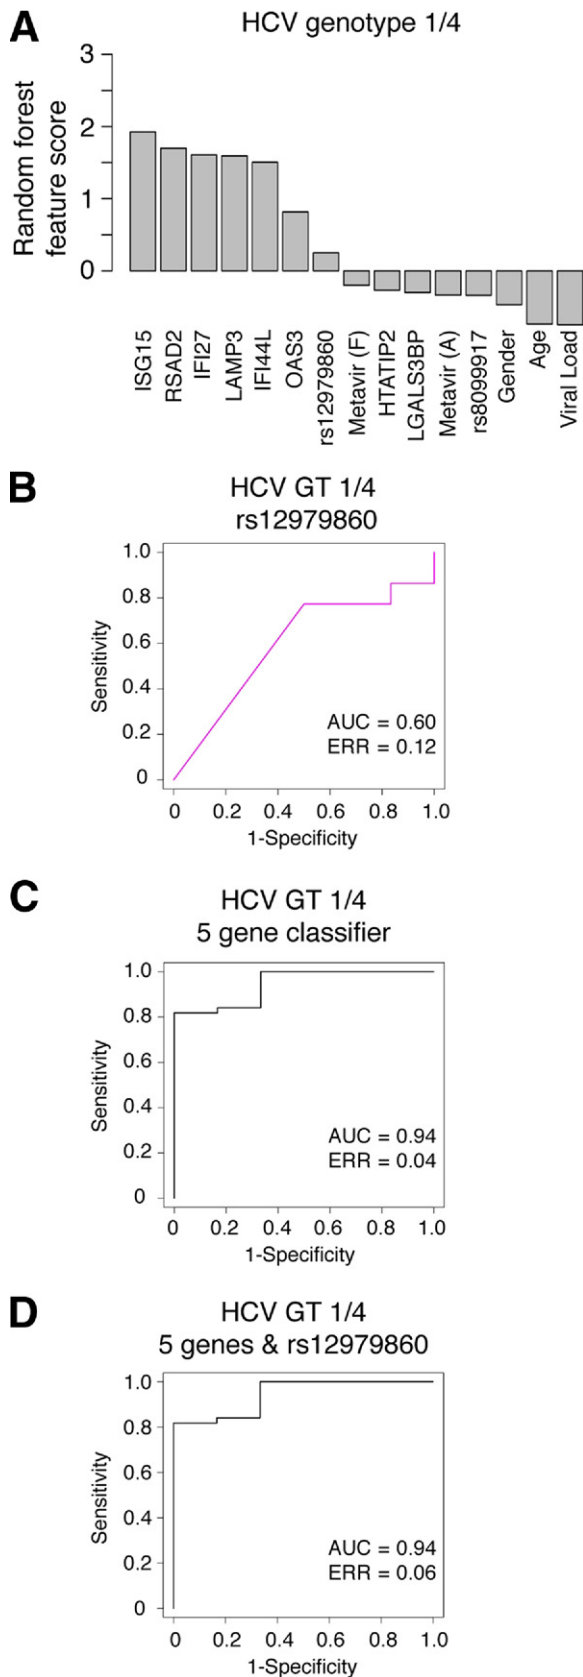 A
HCV genotype 1/4
Random forest
feature score
3
2
1
0
ISG15
RSAD2
IFI27
LAMP3
IFI44L
OAS3
rs12979860
Metavir (F)
HTATIP2
LGALS3BP
Metavir (A)
rs8099917
Gender
Age
Viral Load
B
HCV GT 1/4
rs12979860
Sensitivity
1.0
0.8
0.6
0.4
0.2
0
AUC = 0.60
ERR = 0.12
0 0.2 0.4 0.6 0.8 1.0
1-Specificity
C
HCV GT 1/4
5 gene classifier
Sensitivity
1.0
0.8
0.6
0.4
0.2
0
AUC = 0.94
ERR = 0.04
0 0.2 0.4 0.6 0.8 1.0
1-Specificity
D
HCV GT 1/4
5 genes & rs12979860
Sensitivity
1.0
0.8
0.6
0.4
0.2
0
AUC = 0.94
ERR = 0.06
0 0.2 0.4 0.6 0.8 1.0
1-Specificity